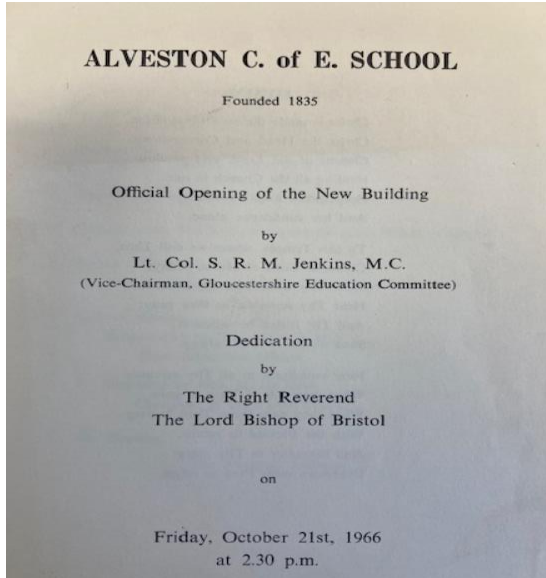 ALVESTON C. of E. SCHOOL
Founded 1835
Official Opening of the New Building
by
Lt. Col. S. R. M. Jenkins, M.C.
(Vice-Chairman, Gloucestershire Education Committee)
Dedication
by
The Right Reverend
The Lord Bishop of Bristol
on
Friday, October 21st, 1966
at 2.30 p.m.